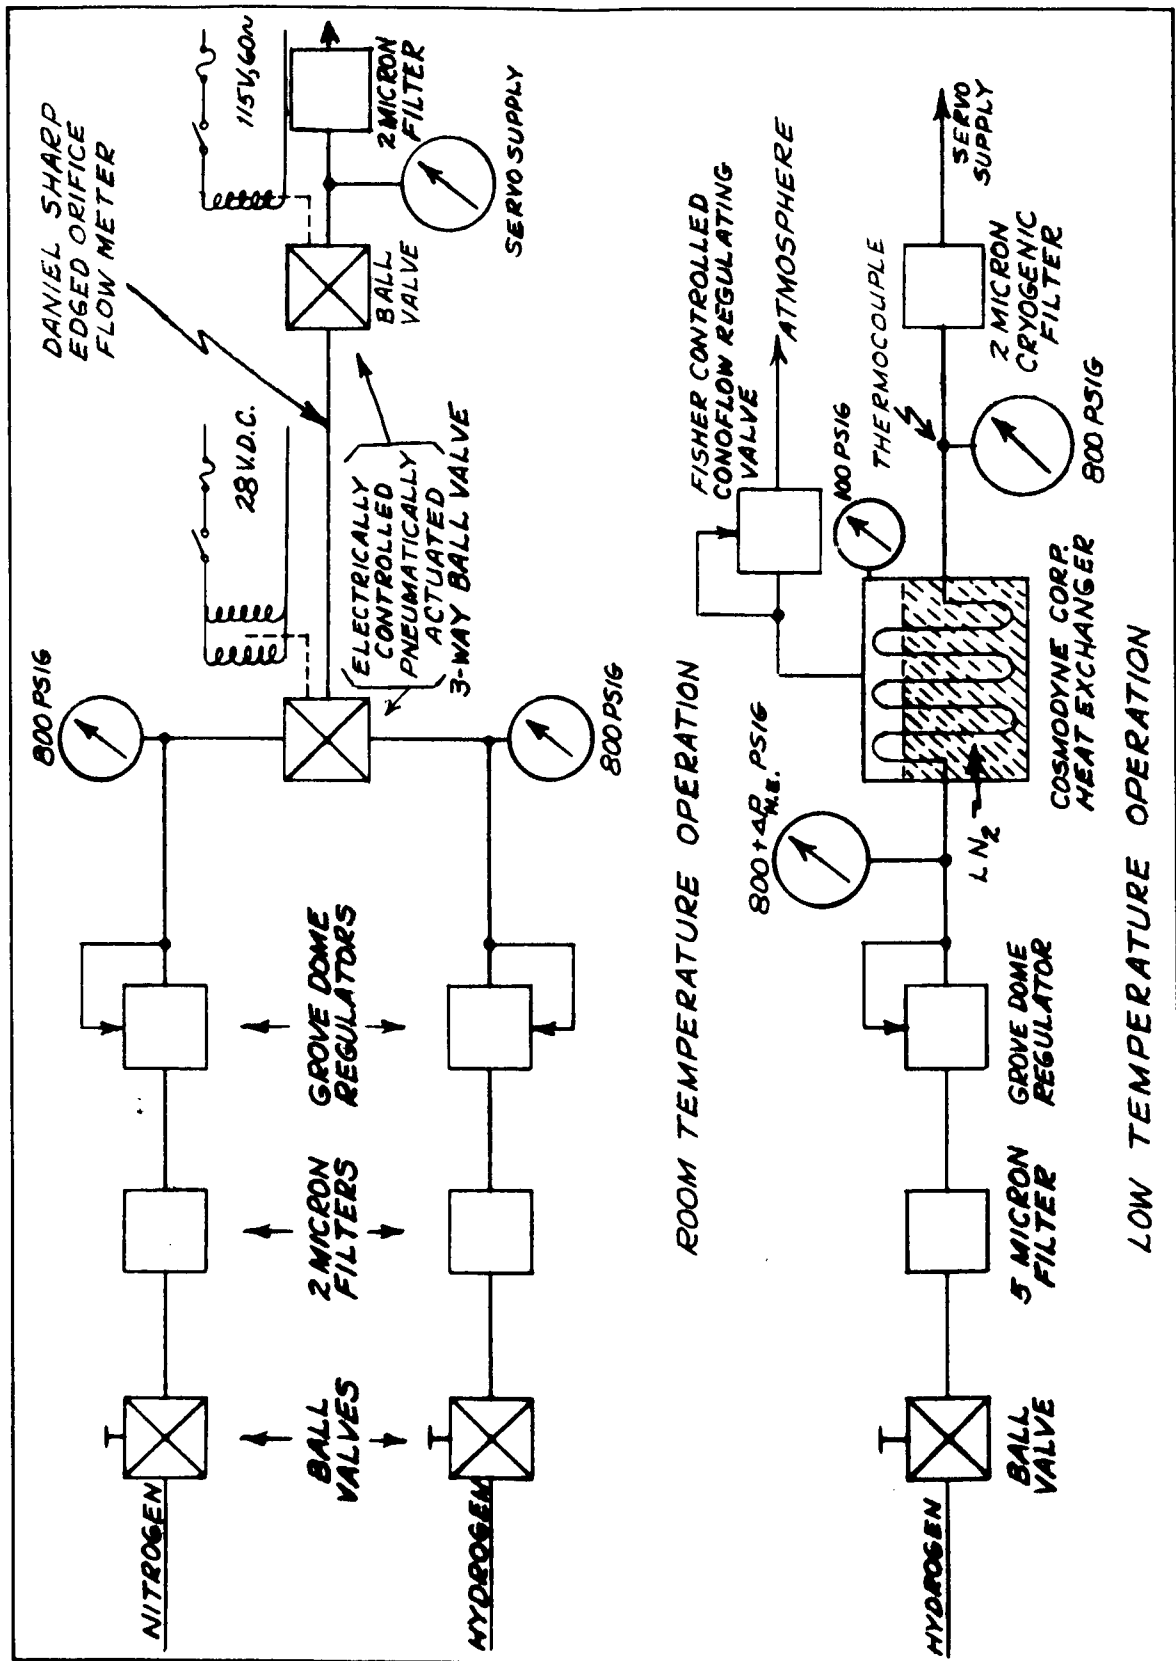 NITROGEN
BALL
VALVES
2 MICRON
FILTERS
GROVE DOME
REGULATORS
HYDROGEN
800 PSIG
800 PSIG
28 V.D.C.
DANIEL SHARP
EDGED ORIFICE
FLOW METER
ELECTRICALLY
CONTROLLED
PNEUMATICALLY
ACTUATED
3-WAY BALL VALVE
BALL
VALVE
115V, 60~
2 MICRON
FILTER
SERVO SUPPLY
ROOM TEMPERATURE OPERATION
HYDROGEN
BALL
VALVE
5 MICRON
FILTER
GROVE DOME
REGULATOR
800 + ΔP H.E. PSIG
LN2
COSMODYNE CORP.
HEAT EXCHANGER
FISHER CONTROLLED
CONOFLOW REGULATING
VALVE
ATMOSPHERE
100 PSIG
THERMOCOUPLE
800 PSIG
2 MICRON
CRYOGENIC
FILTER
SERVO
SUPPLY
LOW TEMPERATURE OPERATION